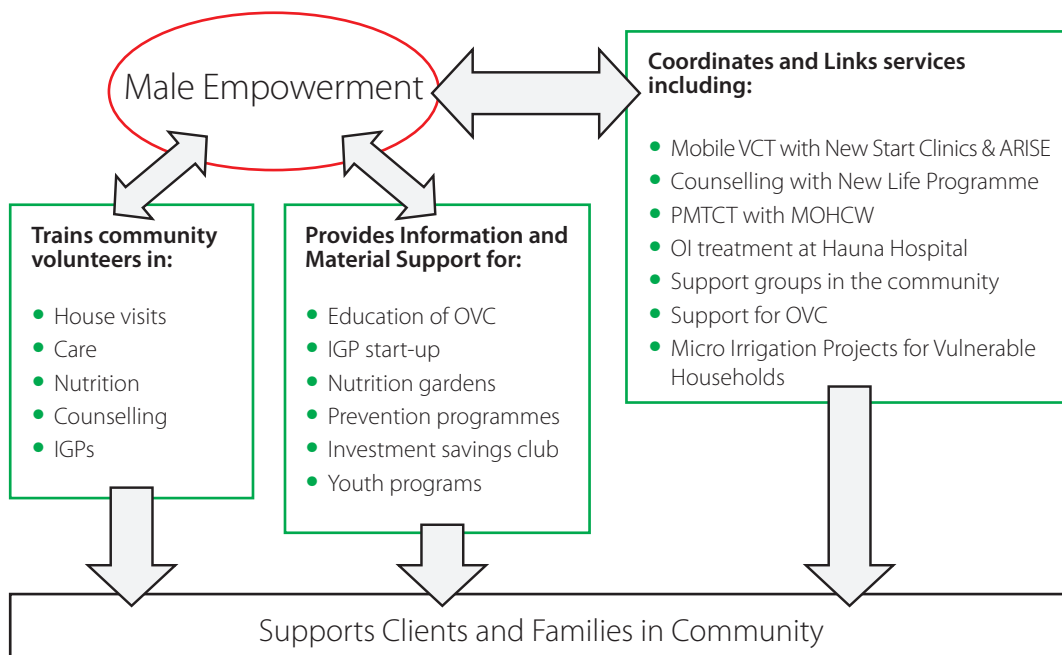 Male Empowerment
Coordinates and Links services
including:
• Mobile VCT with New Start Clinics & ARISE
• Counselling with New Life Programme
• PMTCT with MOHCW
• OI treatment at Hauna Hospital
• Support groups in the community
• Support for OVC
• Micro Irrigation Projects for Vulnerable
Households
Trains community
volunteers in:
• House visits
• Care
• Nutrition
• Counselling
• IGPs
Provides Information and
Material Support for:
• Education of OVC
• IGP start-up
• Nutrition gardens
• Prevention programmes
• Investment savings club
• Youth programs
Supports Clients and Families in Community